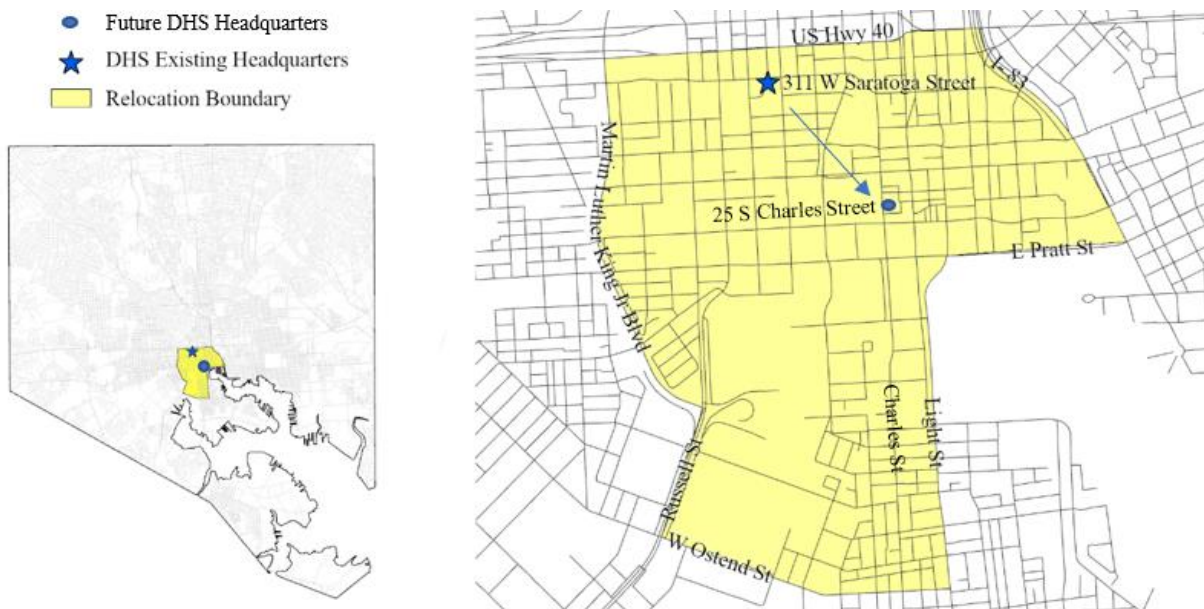 Future DHS Headquarters
DHS Existing Headquarters
Relocation Boundary
US Hwy 40
I-83
311 W Saratoga Street
Martin Luther King Jr Blvd
25 S Charles Street
E Pratt St
Charles St
Light St
Russell St
W Ostend St